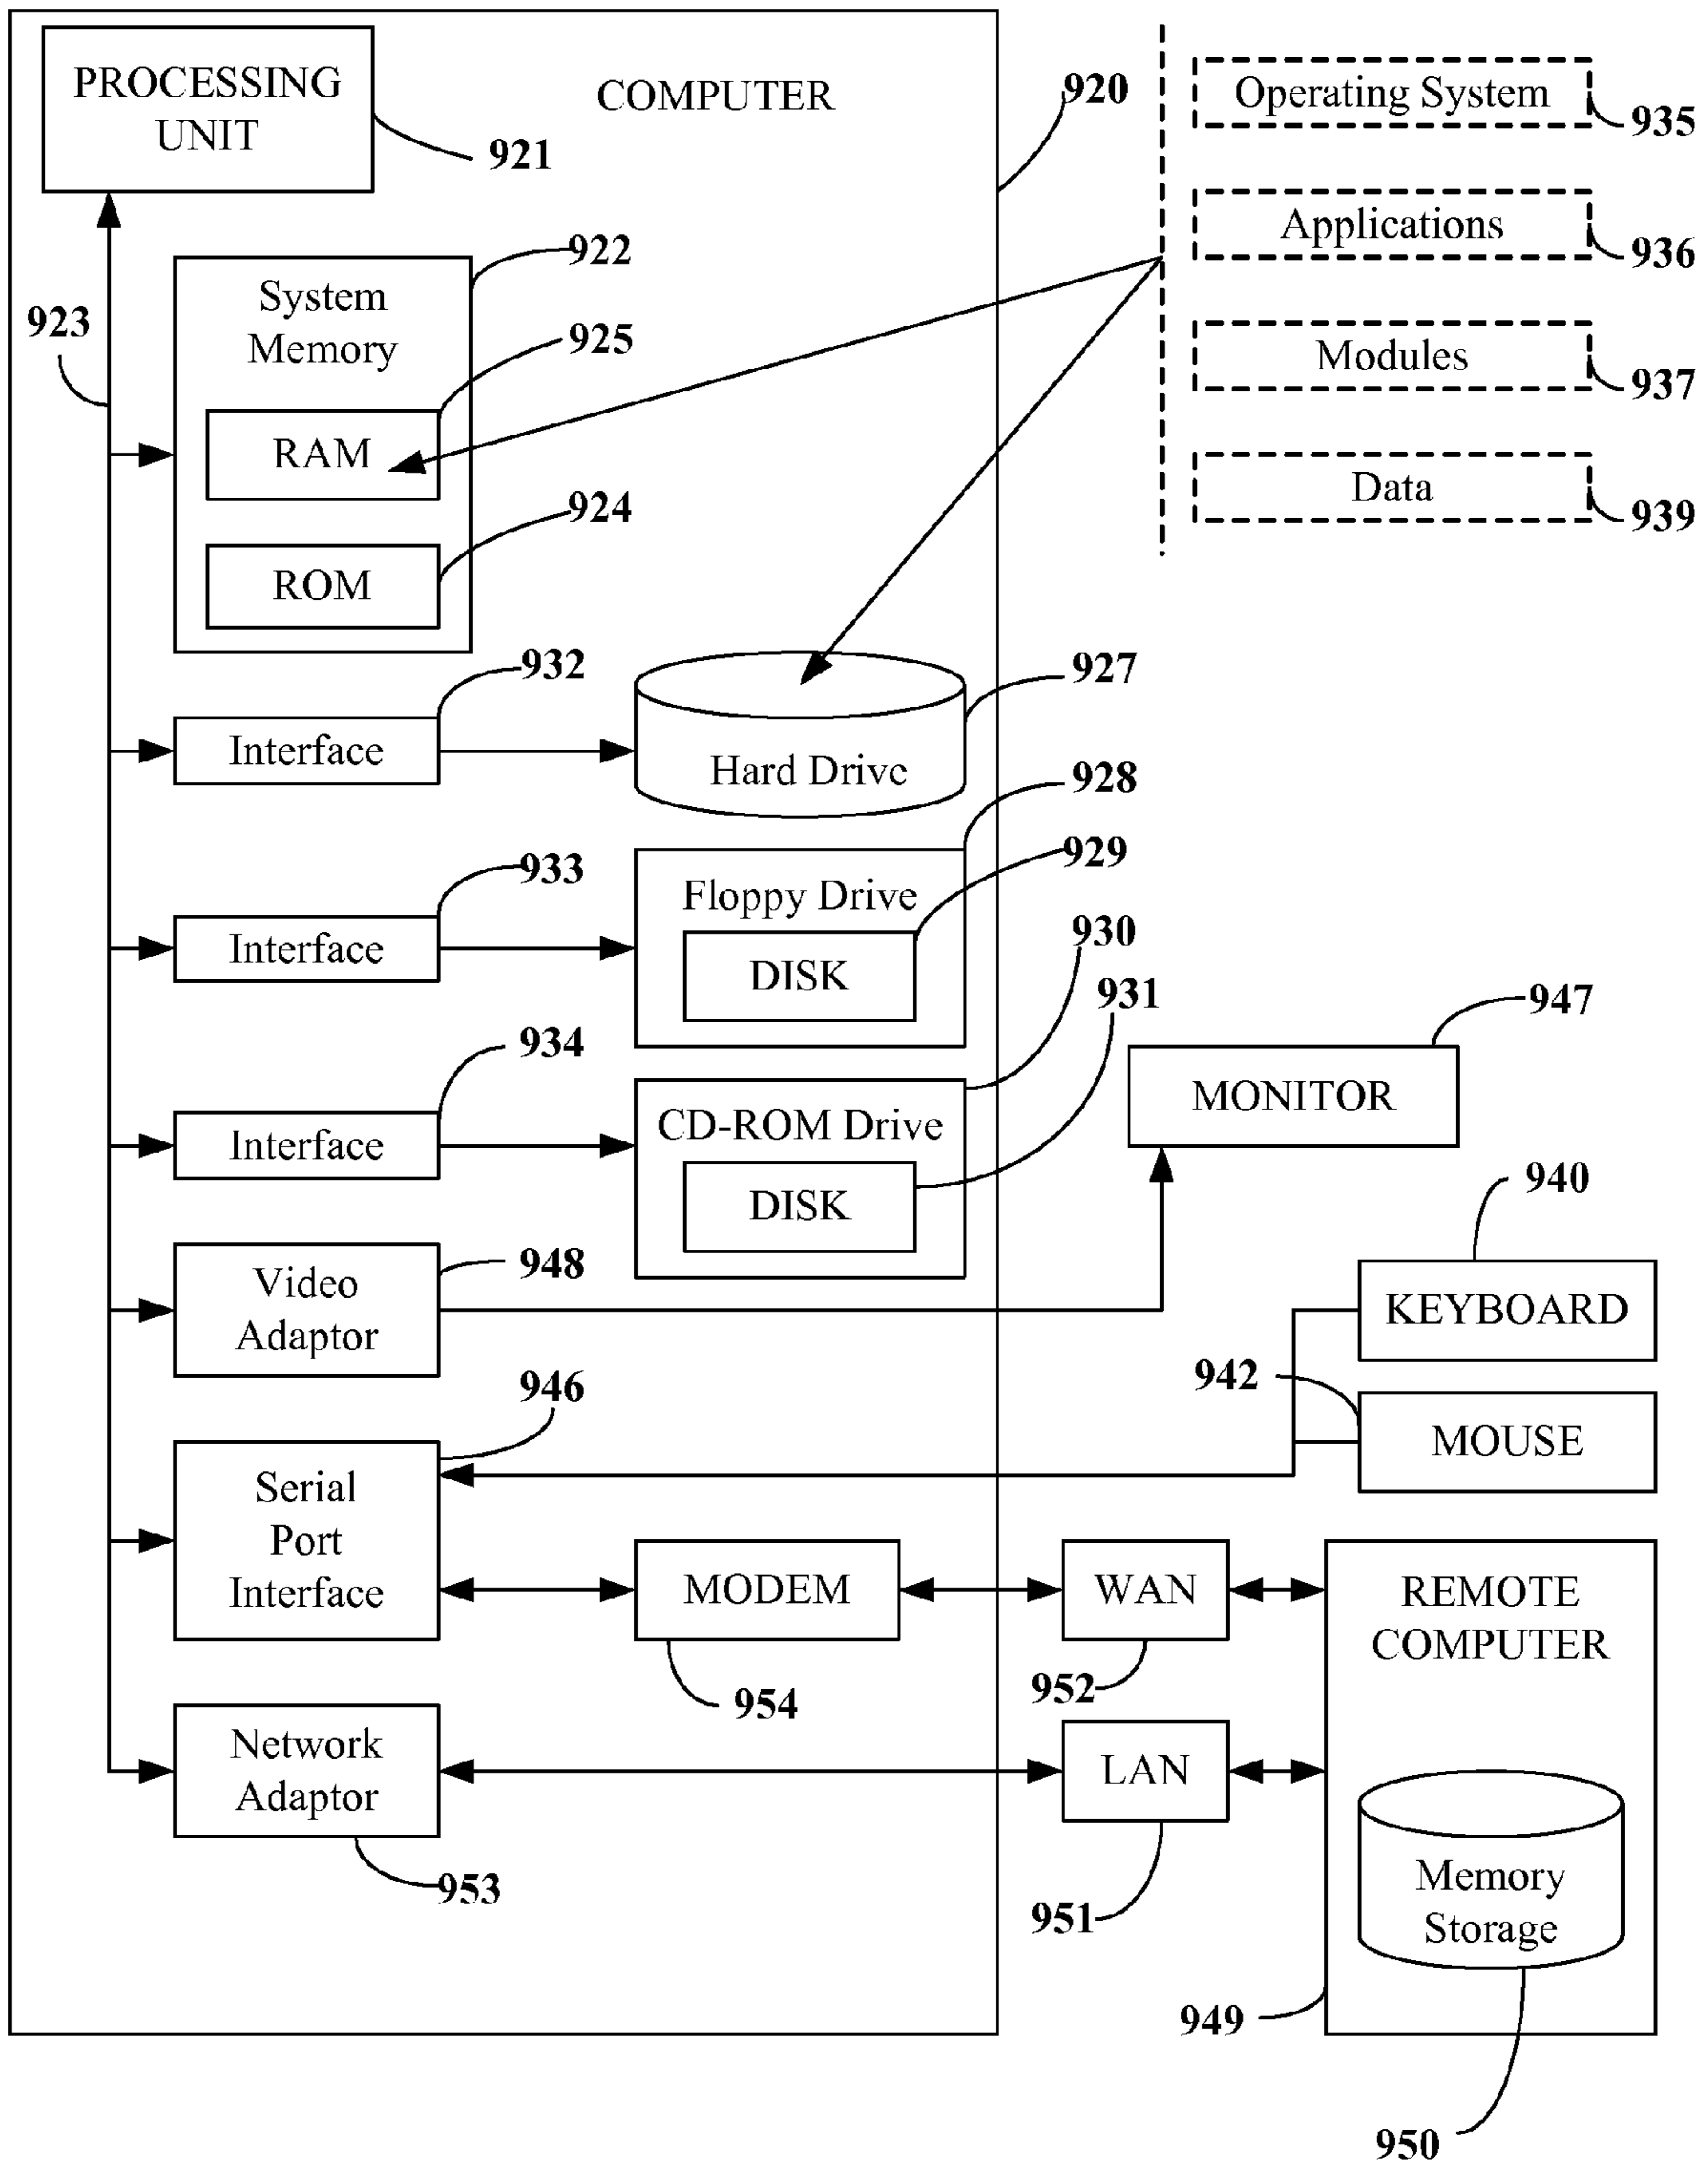 PROCESSING
UNIT
COMPUTER
920
921
Operating System
935
Applications
936
Modules
937
Data
939
922
System
Memory
923
925
RAM
924
ROM
932
Interface
927
Hard Drive
928
933
Interface
929
Floppy Drive
DISK
930
931
934
Interface
CD-ROM Drive
DISK
947
MONITOR
940
KEYBOARD
948
Video
Adaptor
942
MOUSE
946
Serial
Port
Interface
MODEM
954
WAN
952
REMOTE
COMPUTER
Network
Adaptor
953
LAN
951
Memory
Storage
949
950